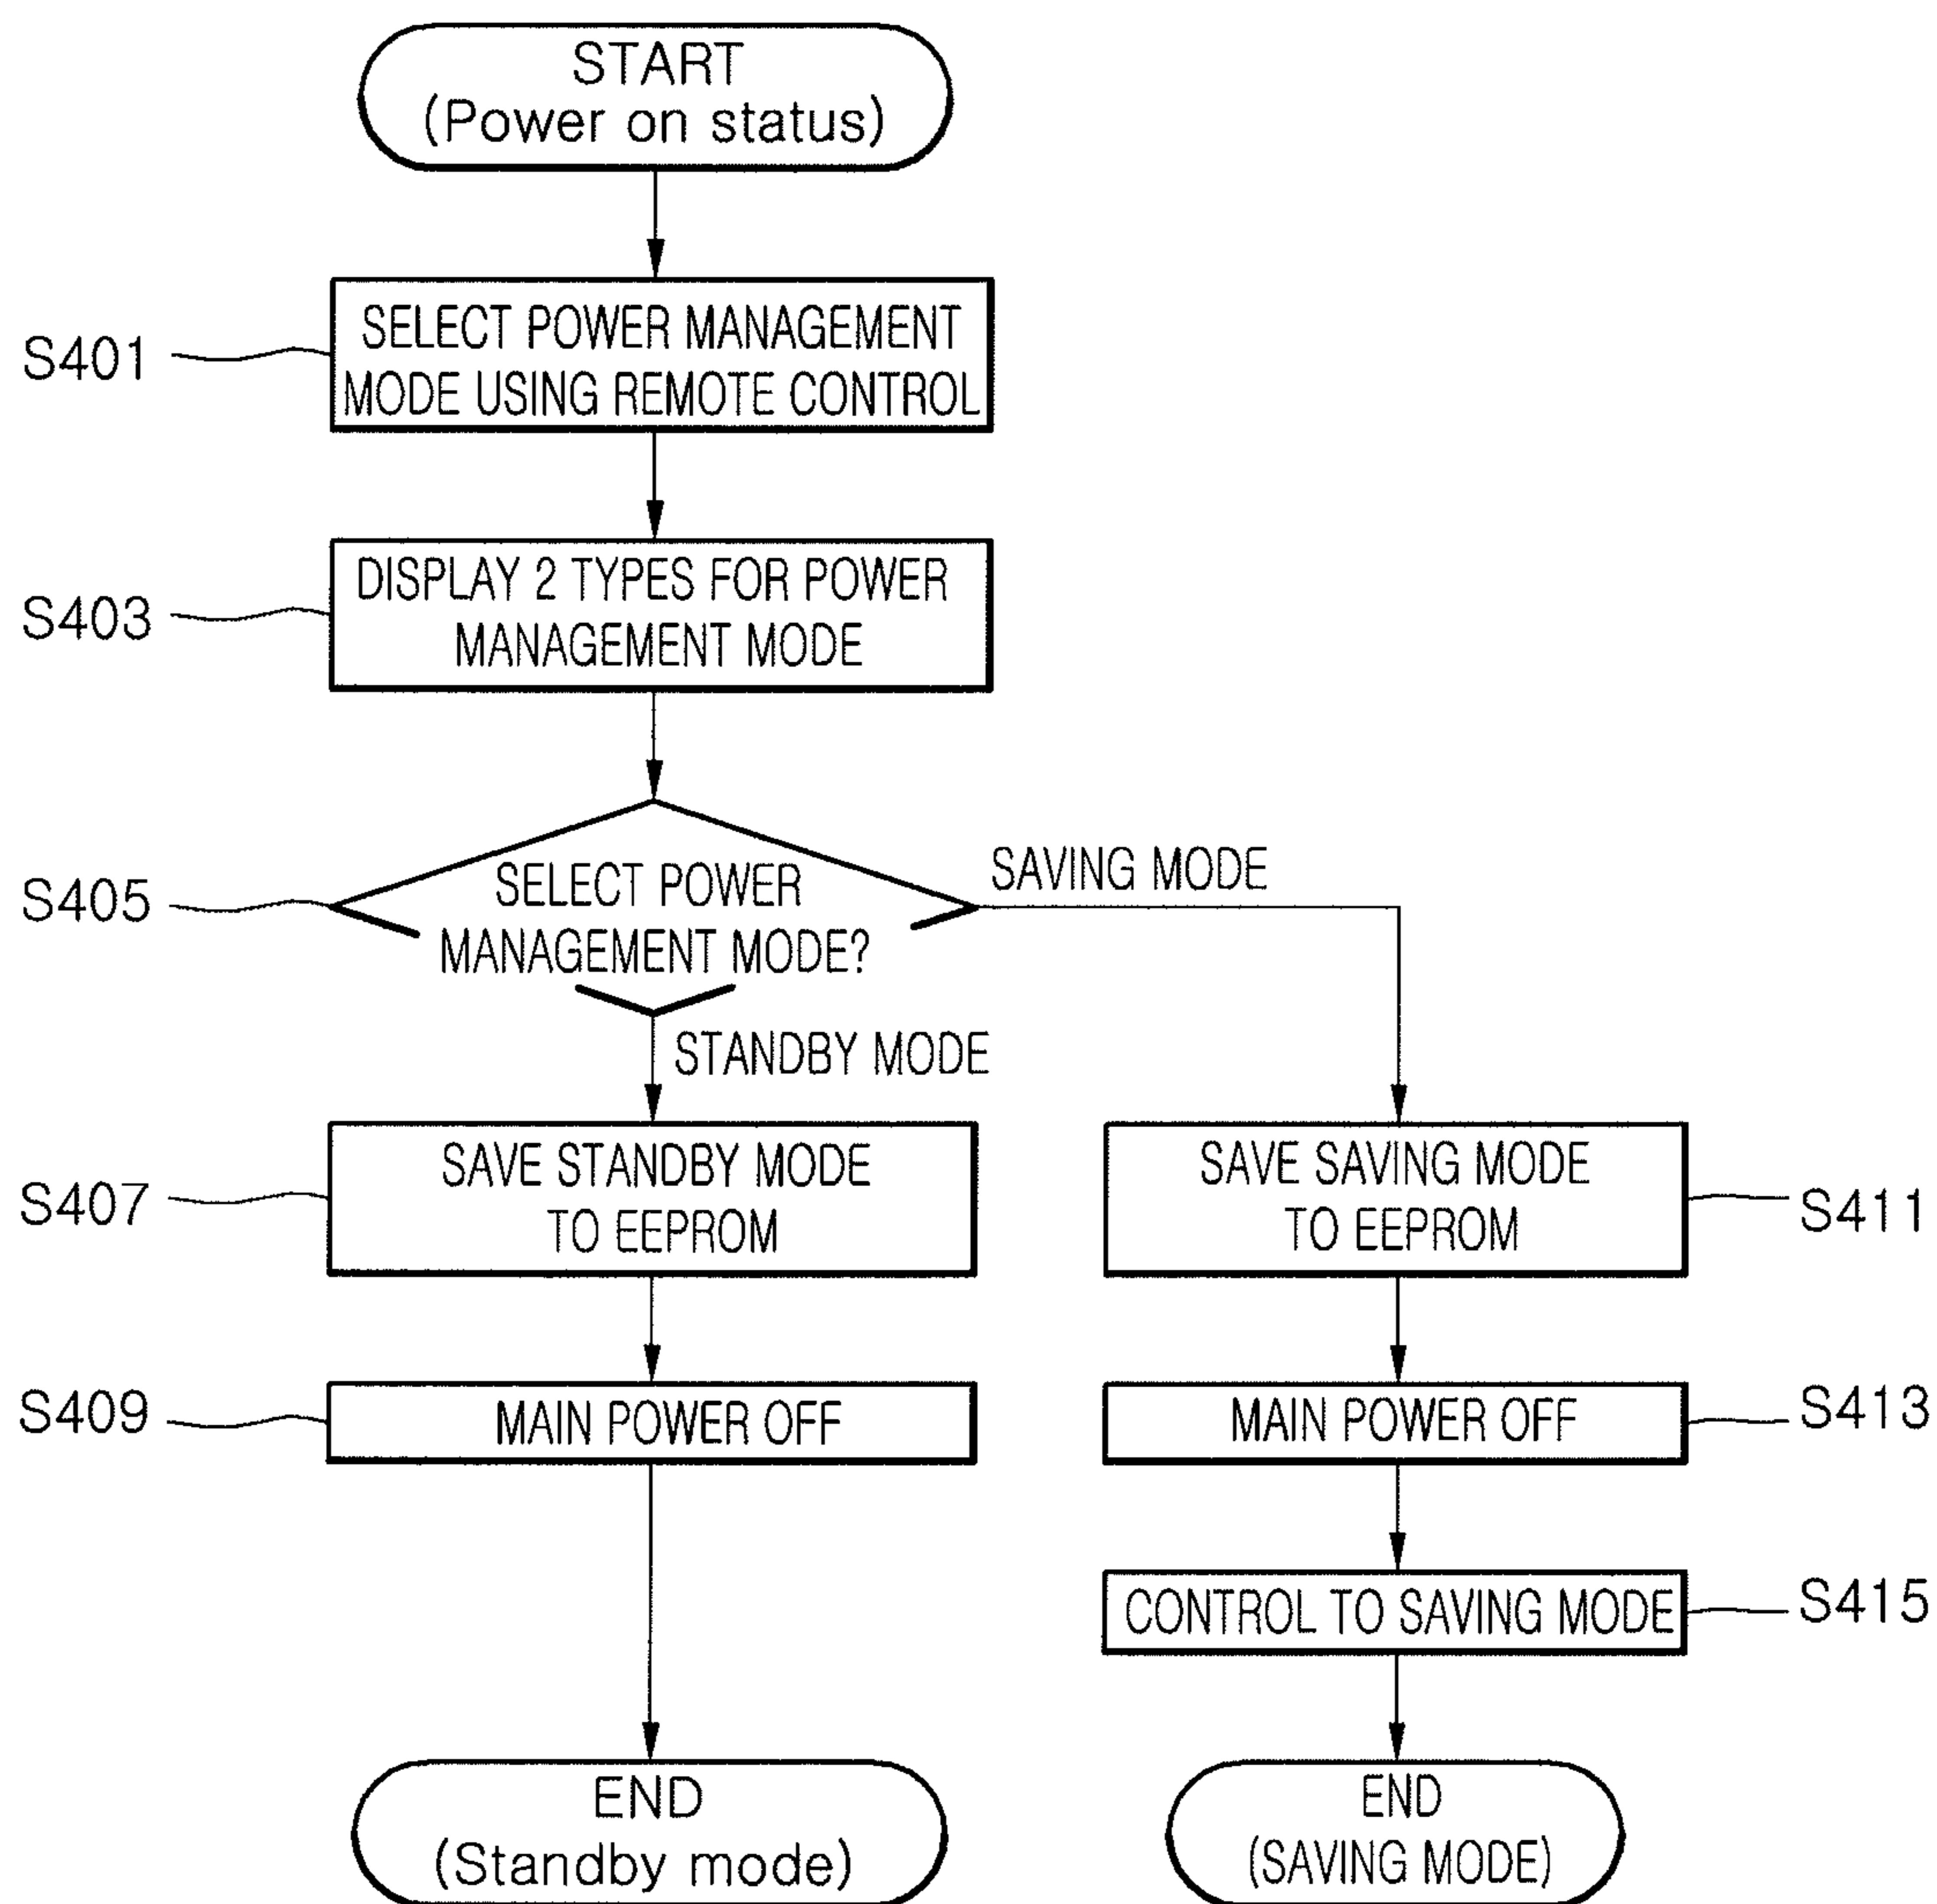 START
(Power on status)
S401
SELECT POWER MANAGEMENT
MODE USING REMOTE CONTROL
S403
DISPLAY 2 TYPES FOR POWER
MANAGEMENT MODE
S405
SELECT POWER
MANAGEMENT MODE?
SAVING MODE
STANDBY MODE
S407
SAVE STANDBY MODE
TO EEPROM
SAVE SAVING MODE
TO EEPROM
S411
S409
MAIN POWER OFF
MAIN POWER OFF
S413
CONTROL TO SAVING MODE
S415
END
(Standby mode)
END
(SAVING MODE)